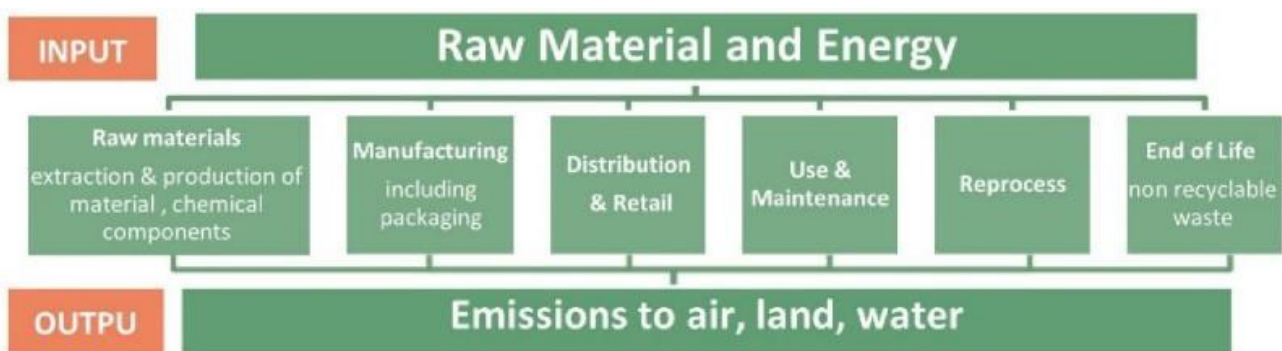 INPUT
Raw Material and Energy
Raw materials
extraction & production of
material , chemical
components
Manufacturing
including
packaging
Distribution
& Retail
Use &
Maintenance
Reprocess
End of Life
non recyclable
waste
OUTPU
Emissions to air, land, water